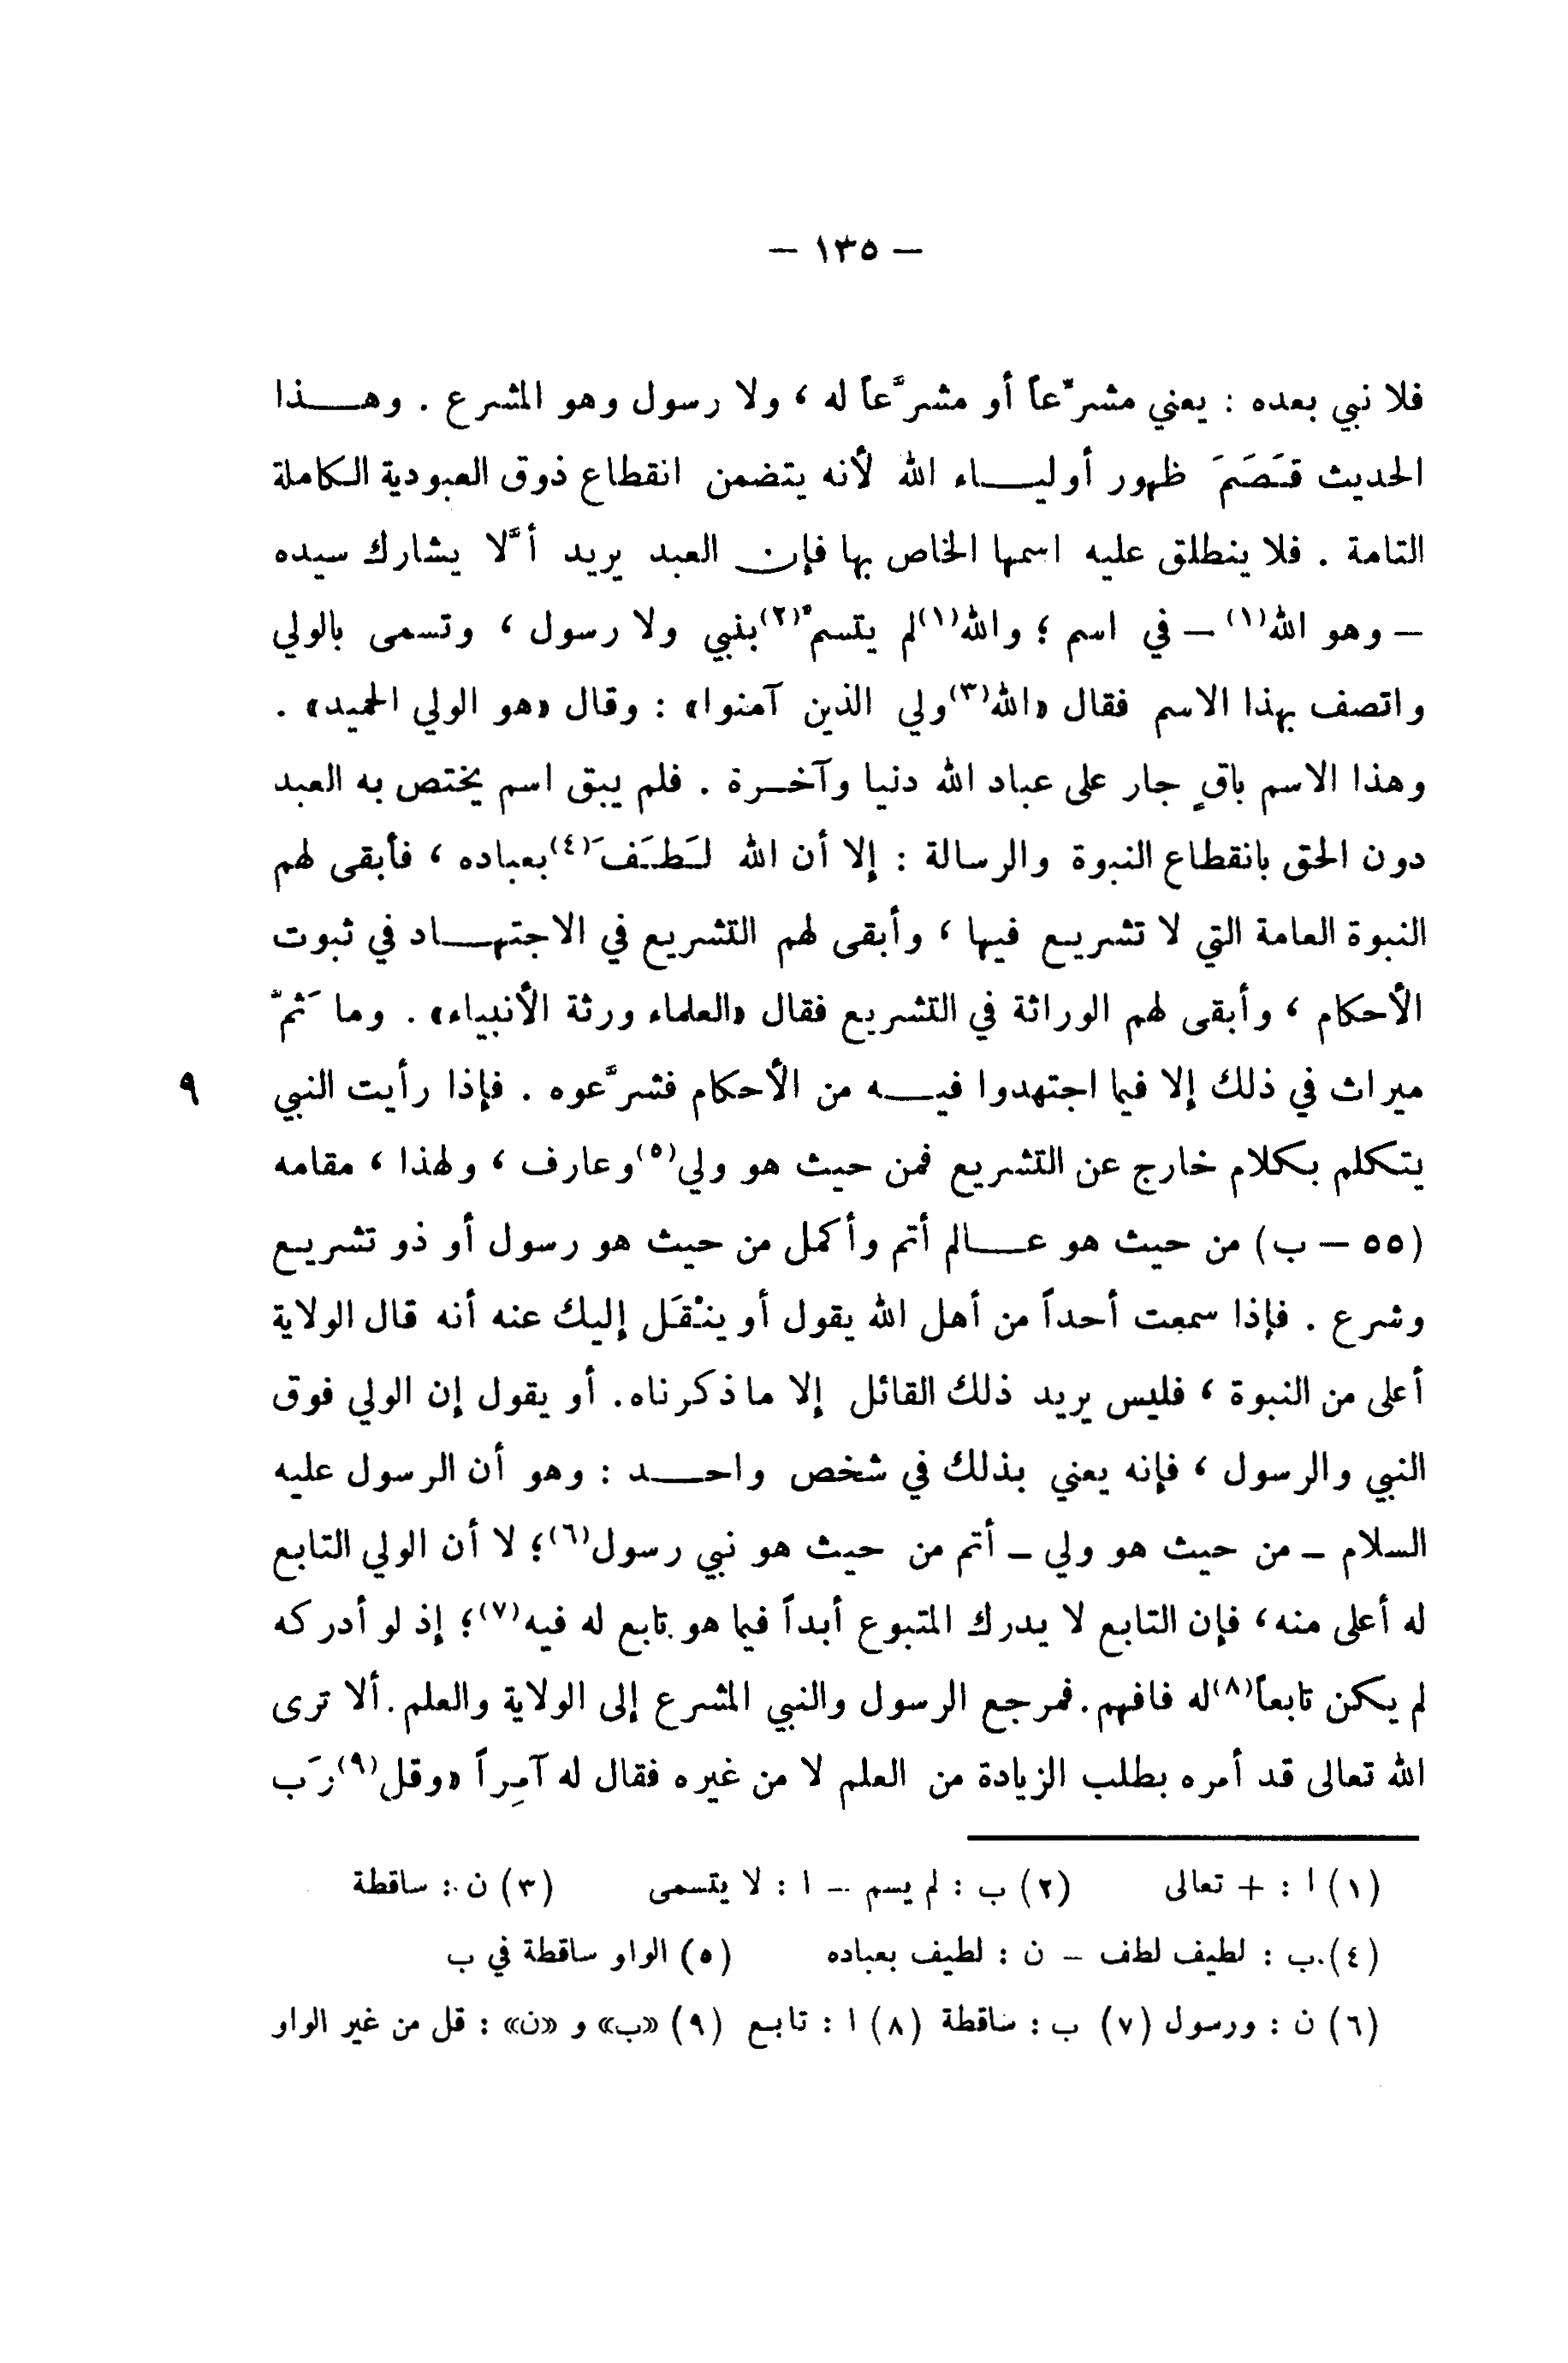 — ١٣٥ —
فلا نبي بعده : يعني مشرِّعاً أو مشرَّعاً له ، ولا رسول وهو المشرع . وهـــذا
الحديث قَصَمَ ظهور أوليـــاء الله لأنه يتضمن انقطاع ذوق العبودية الكاملة
التامة . فلا ينطلق عليه اسمها الخاص بها فإن العبد يريد ألَّا يشارك سيده
– وهو الله(١) – في اسم ؛ والله(١) لم يتسم(٢) بنبي ولا رسول ، وتسمى بالولي
واتصف بهذا الاسم فقال «الله(٣) ولي الذين آمنوا» : وقال «هو الولي الحميد» .
وهذا الاسم باقٍ جار على عباد الله دنيا وآخــرة . فلم يبق اسم يختص به العبد
دون الحق بانقطاع النبوة والرسالة : إلا أن الله لَطَفَ(٤) بعباده ، فأبقى لهم
النبوة العامة التي لا تشريع فيها ، وأبقى لهم التشريع في الاجتهـــاد في ثبوت
الأحكام ، وأبقى لهم الوراثة في التشريع فقال «العلماء ورثة الأنبياء» . وما ثَمَّ
ميراث في ذلك إلا فيما اجتهدوا فيـــه من الأحكام فشرَّعوه . فإذا رأيت النبي ٩
يتكلم بكلام خارج عن التشريع فمن حيث هو ولي(٥) وعارف ، ولهذا ، مقامه
(٥٥ – ب) من حيث هو عـــالم أتم وأكمل من حيث هو رسول أو ذو تشريع
وشرع . فإذا سمعت أحداً من أهل الله يقول أو ينْقَل إليك عنه أنه قال الولاية
أعلى من النبوة ، فليس يريد ذلك القائل إلا ما ذكرناه. أو يقول إن الولي فوق
النبي والرسول ، فإنه يعني بذلك في شخص واحـــد : وهو أن الرسول عليه
السلام – من حيث هو ولي – أتم من حيث هو نبي رسول(٦)؛ لا أن الولي التابع
له أعلى منه، فإن التابع لا يدرك المتبوع أبداً فيما هو تابع له فيه(٧)؛ إذ لو أدركه
لم يكن تابعاً(٨) له فافهم. فمرجع الرسول والنبي المشرع إلى الولاية والعلم. ألا ترى
الله تعالى قد أمره بطلب الزيادة من العلم لا من غيره فقال له آمِراً «وقل(٩) رَب
(١) ا : + تعالى (٢) ب : لم يسم – ا : لا يتسمى (٣) ن : ساقطة
(٤) ب : لطيف لطف – ن : لطيف بعباده (٥) الواو ساقطة في ب
(٦) ن : ورسول (٧) ب : ساقطة (٨) ا : تابع (٩) «ب» و «ن» : قل من غير الواو